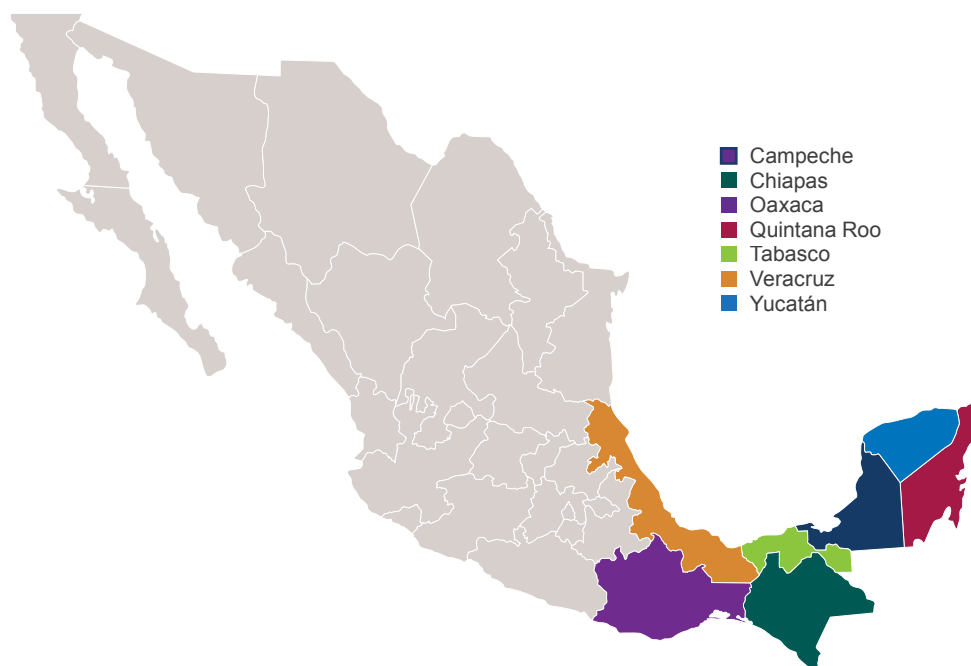 Campeche
Chiapas
Oaxaca
Quintana Roo
Tabasco
Veracruz
Yucatán